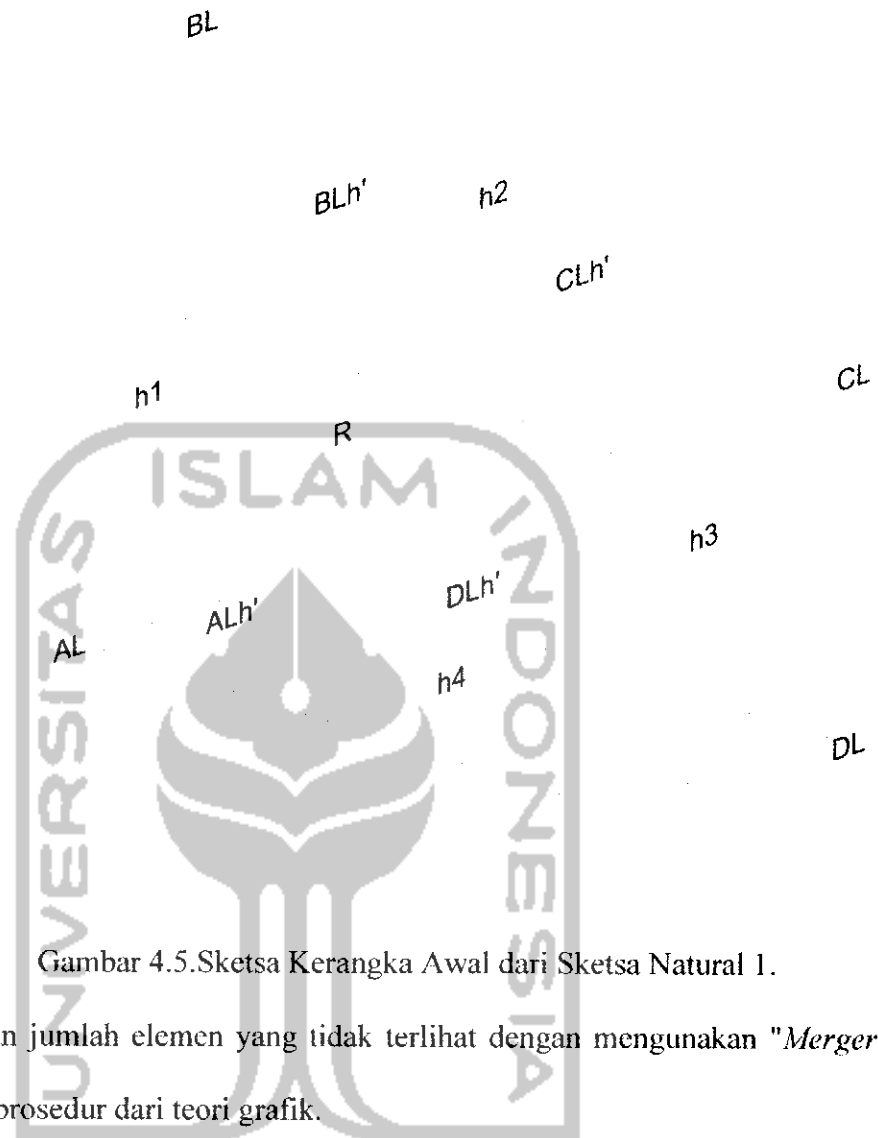 BL
BLh' h2
CLh'
h1 CL
R
ISLAM
h3
ALh' DLh'
AL
h4
DL
UNIVERSITAS
INDONESIA
Gambar 4.5.Sketsa Kerangka Awal dari Sketsa Natural 1.
n jumlah elemen yang tidak terlihat dengan mengunakan "Merger
prosedur dari teori grafik.